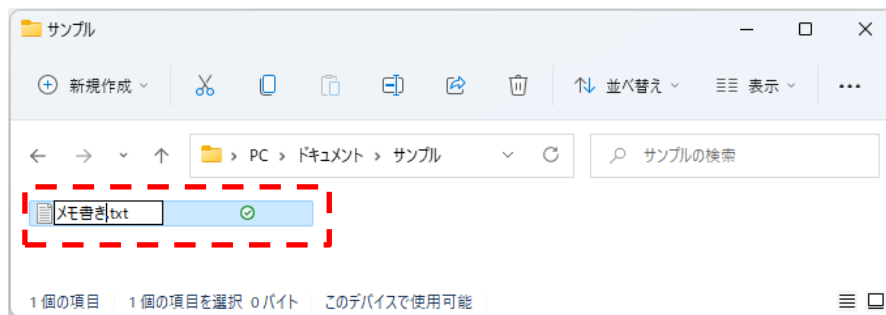 サンプル
新規作成 並べ替え 表示
PC > ドキュメント > サンプル サンプルの検索
メモ書き.txt
1 個の項目 1 個の項目を選択 0 バイト このデバイスで使用可能